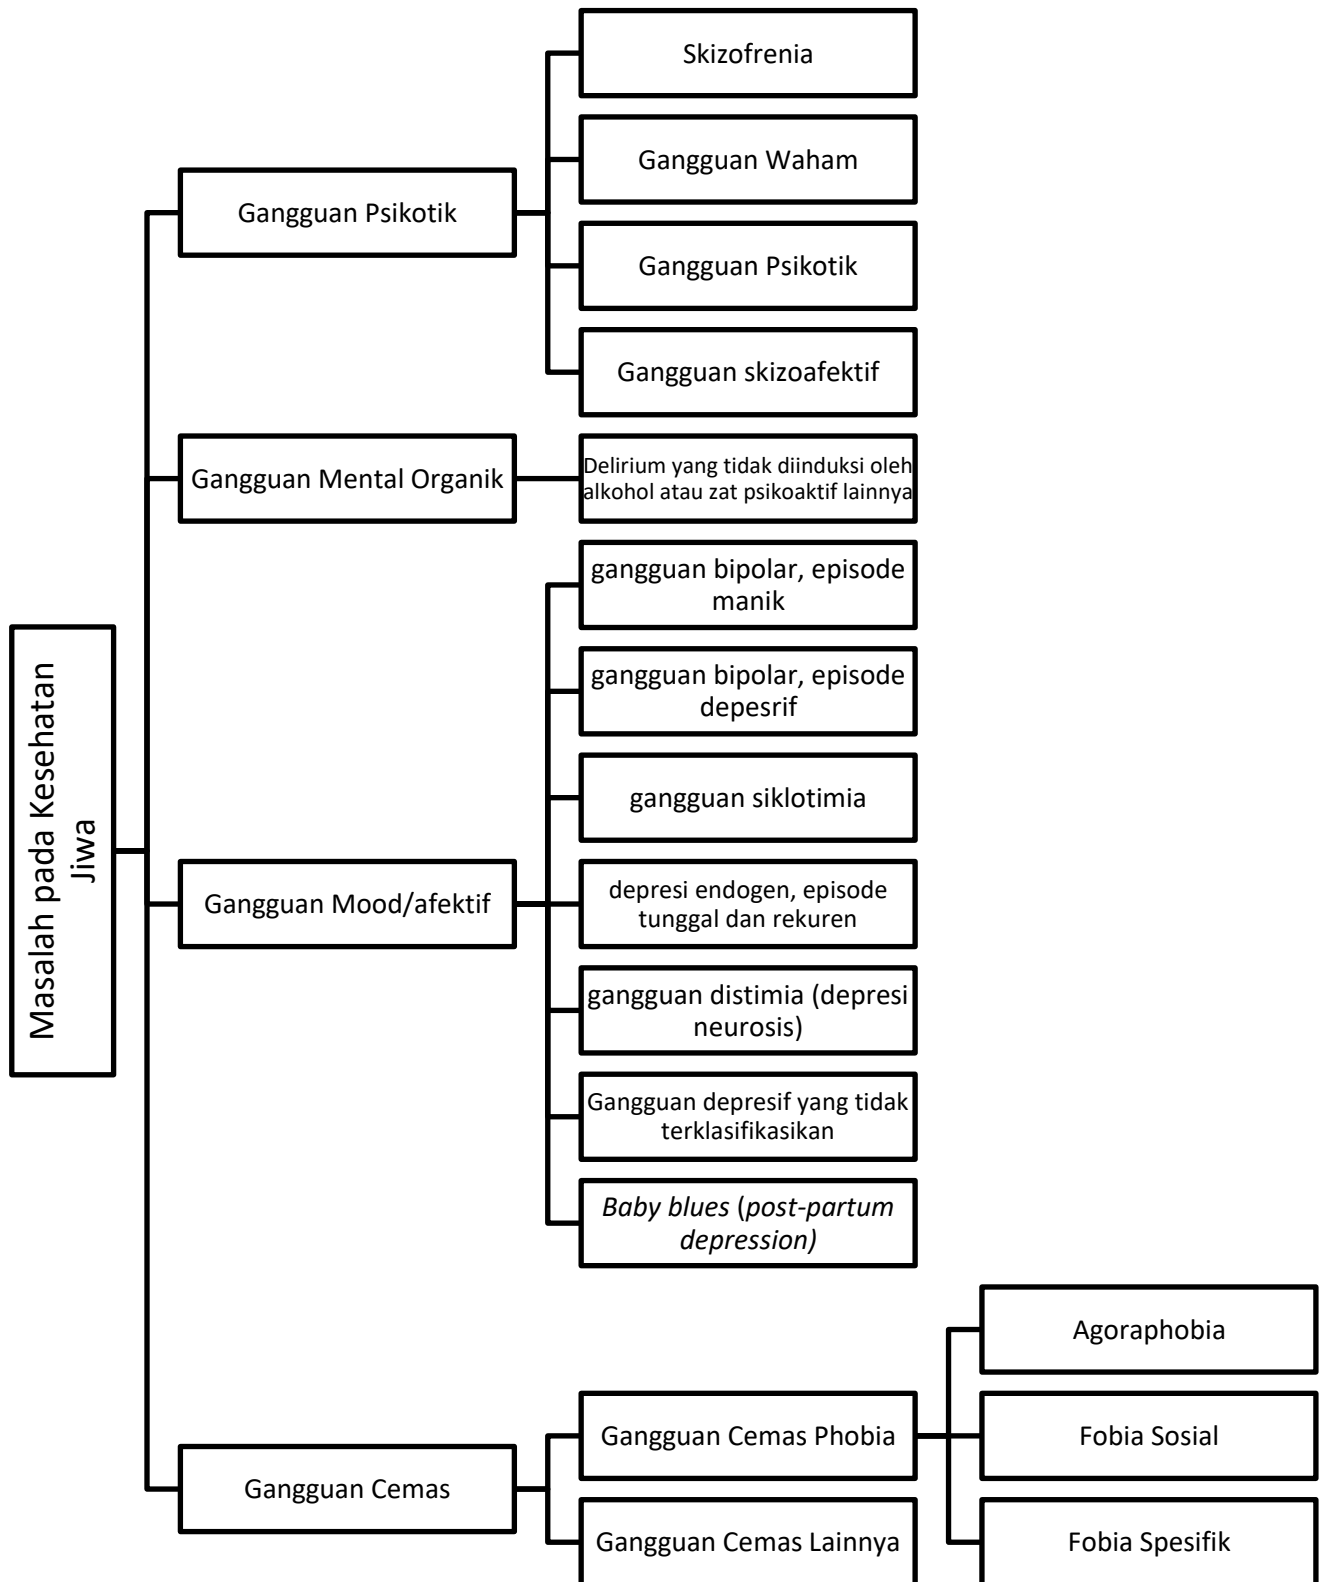 Masalah pada Kesehatan
Jiwa
Gangguan Psikotik
Skizofrenia
Gangguan Waham
Gangguan Psikotik
Gangguan skizoafektif
Gangguan Mental Organik
Delirium yang tidak diinduksi oleh
alkohol atau zat psikoaktif lainnya
Gangguan Mood/afektif
gangguan bipolar, episode
manik
gangguan bipolar, episode
depesrif
gangguan siklotimia
depresi endogen, episode
tunggal dan rekuren
gangguan distimia (depresi
neurosis)
Gangguan depresif yang tidak
terklasifikasikan
Baby blues (post-partum
depression)
Gangguan Cemas
Gangguan Cemas Phobia
Agoraphobia
Fobia Sosial
Fobia Spesifik
Gangguan Cemas Lainnya